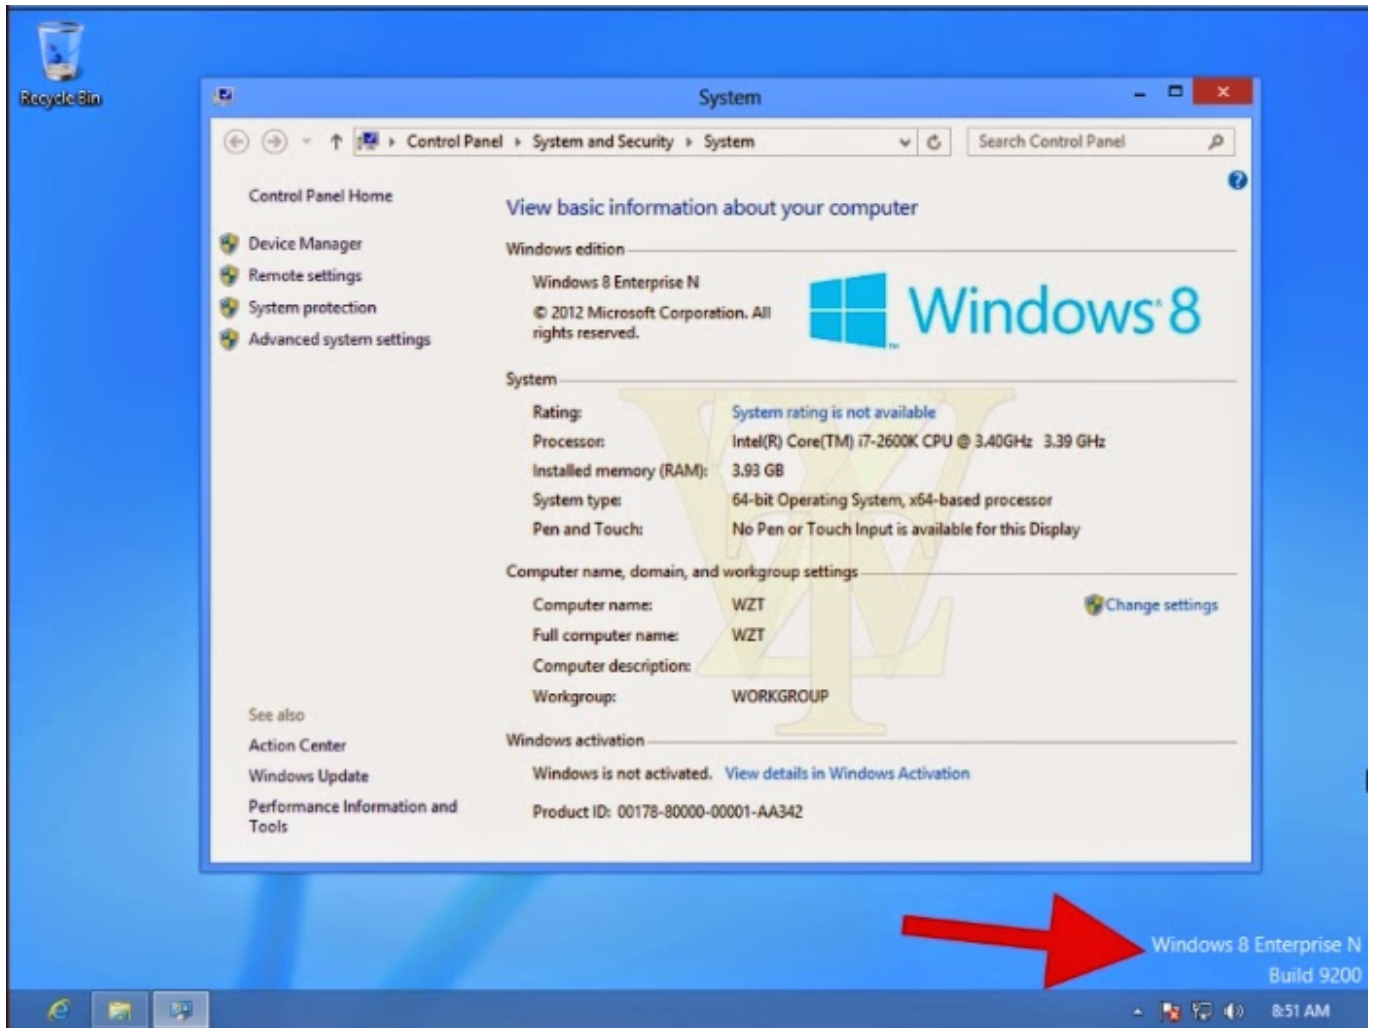 Recycle Bin
System
Control Panel System and Security System
Search Control Panel
Control Panel Home
Device Manager
Remote settings
System protection
Advanced system settings
See also
Action Center
Windows Update
Performance Information and
Tools
View basic information about your computer
Windows edition
Windows 8 Enterprise N
© 2012 Microsoft Corporation. All
rights reserved.
Windows 8
System
Rating: System rating is not available
Processor: Intel(R) Core(TM) i7-2600K CPU @ 3.40GHz 3.39 GHz
Installed memory (RAM): 3.93 GB
System type: 64-bit Operating System, x64-based processor
Pen and Touch: No Pen or Touch Input is available for this Display
Computer name, domain, and workgroup settings
Computer name: WZT
Change settings
Full computer name: WZT
Computer description:
Workgroup: WORKGROUP
Windows activation
Windows is not activated. View details in Windows Activation
Product ID: 00178-80000-00001-AA342
WZT
Windows 8 Enterprise N
Build 9200
8:51 AM